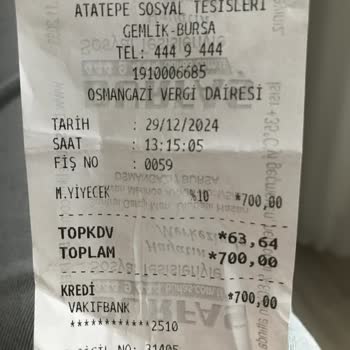 ATATEPE SOSYAL TESİSLERİ
GEMLİK-BURSA
TEL: 444 9 444
1910006685
OSMANGAZİ VERGİ DAİRESİ
TARİH : 29/12/2024
SAAT : 13:15:05
FİŞ NO : 0059
M.YİYECEK %10 *700,00
TOPKDV *63,64
TOPLAM *700,00
KREDİ *700,00
VAKIFBANK
************2510